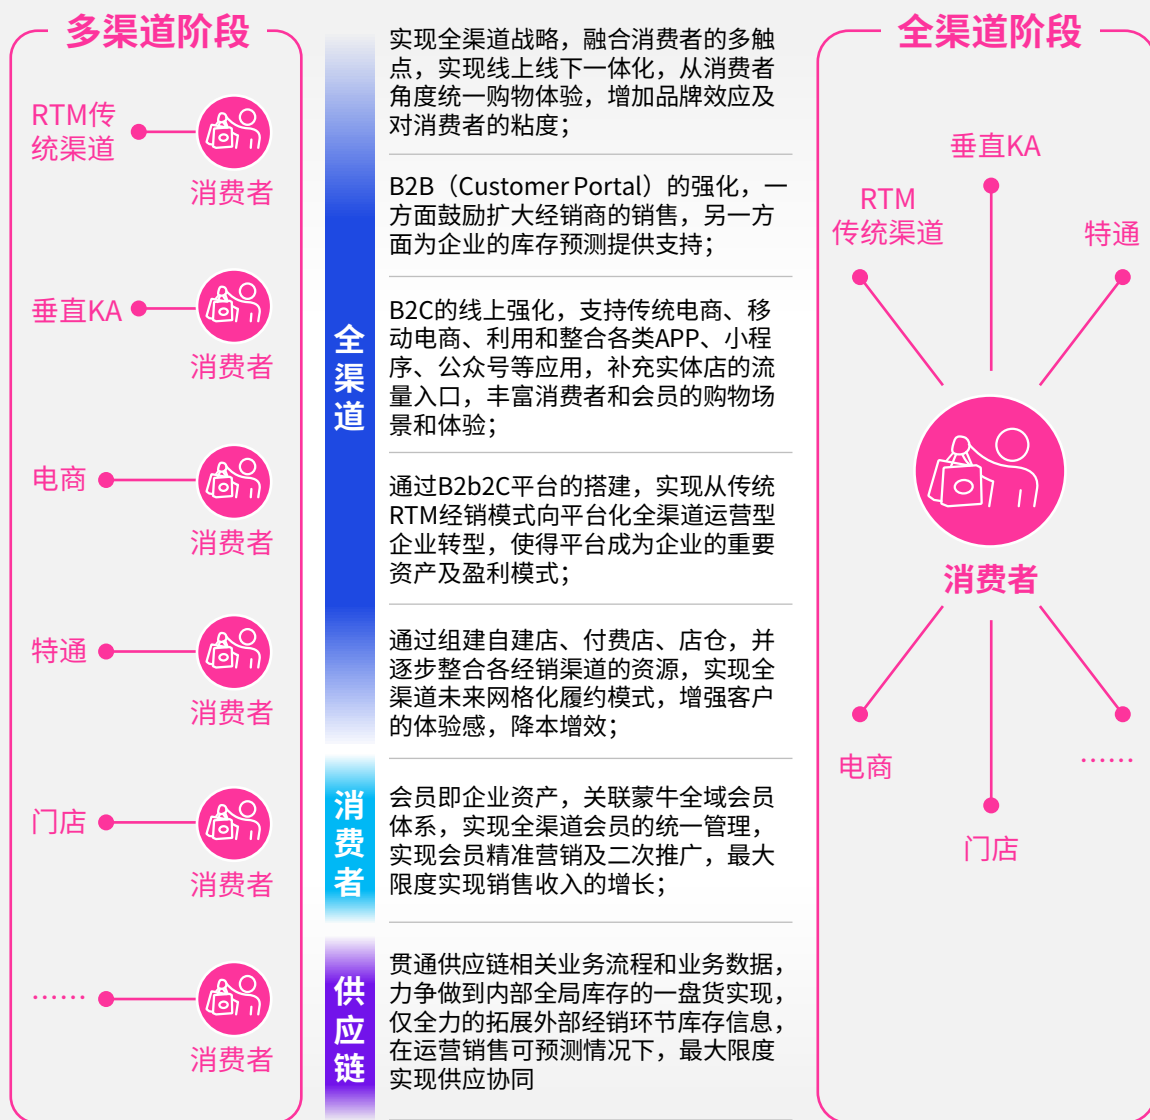 多渠道阶段
RTM传
统渠道
消费者
垂直KA
消费者
电商
消费者
特通
消费者
门店
消费者
……
消费者
全渠道
实现全渠道战略，融合消费者的多触
点，实现线上线下一体化，从消费者
角度统一购物体验，增加品牌效应及
对消费者的粘度；
B2B（Customer Portal）的强化，一
方面鼓励扩大经销商的销售，另一方
面为企业的库存预测提供支持；
B2C的线上强化，支持传统电商、移
动电商、利用和整合各类APP、小程
序、公众号等应用，补充实体店的流
量入口，丰富消费者和会员的购物场
景和体验；
通过B2b2C平台的搭建，实现从传统
RTM经销模式向平台化全渠道运营型
企业转型，使得平台成为企业的重要
资产及盈利模式；
通过组建自建店、付费店、店仓，并
逐步整合各经销渠道的资源，实现全
渠道未来网格化履约模式，增强客户
的体验感，降本增效；
消费者
会员即企业资产，关联蒙牛全域会员
体系，实现全渠道会员的统一管理，
实现会员精准营销及二次推广，最大
限度实现销售收入的增长；
供应链
贯通供应链相关业务流程和业务数据，
力争做到内部全局库存的一盘货实现，
仅全力的拓展外部经销环节库存信息，
在运营销售可预测情况下，最大限度
实现供应协同
全渠道阶段
垂直KA
RTM
传统渠道
特通
消费者
电商
……
门店